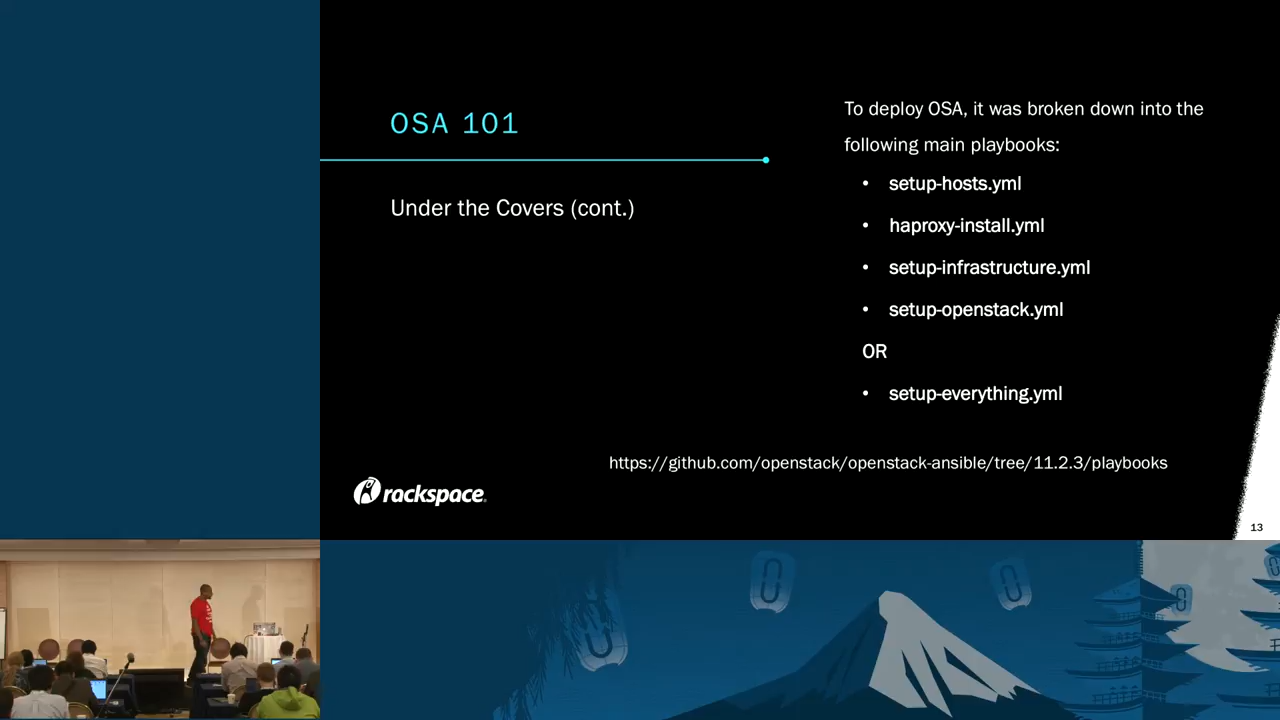 OSA 101
Under the Covers (cont.)
To deploy OSA, it was broken down into the
following main playbooks:
• setup-hosts.yml
• haproxy-install.yml
• setup-infrastructure.yml
• setup-openstack.yml
OR
• setup-everything.yml
https://github.com/openstack/openstack-ansible/tree/11.2.3/playbooks
rackspace
13